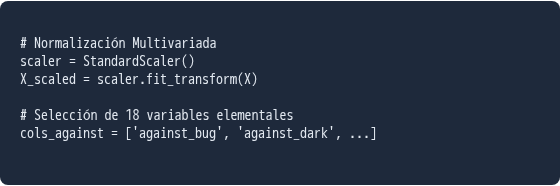 # Normalización Multivariada
scaler = StandardScaler()
X_scaled = scaler.fit_transform(X)
# Selección de 18 variables elementales
cols_against = ['against_bug', 'against_dark', ...]